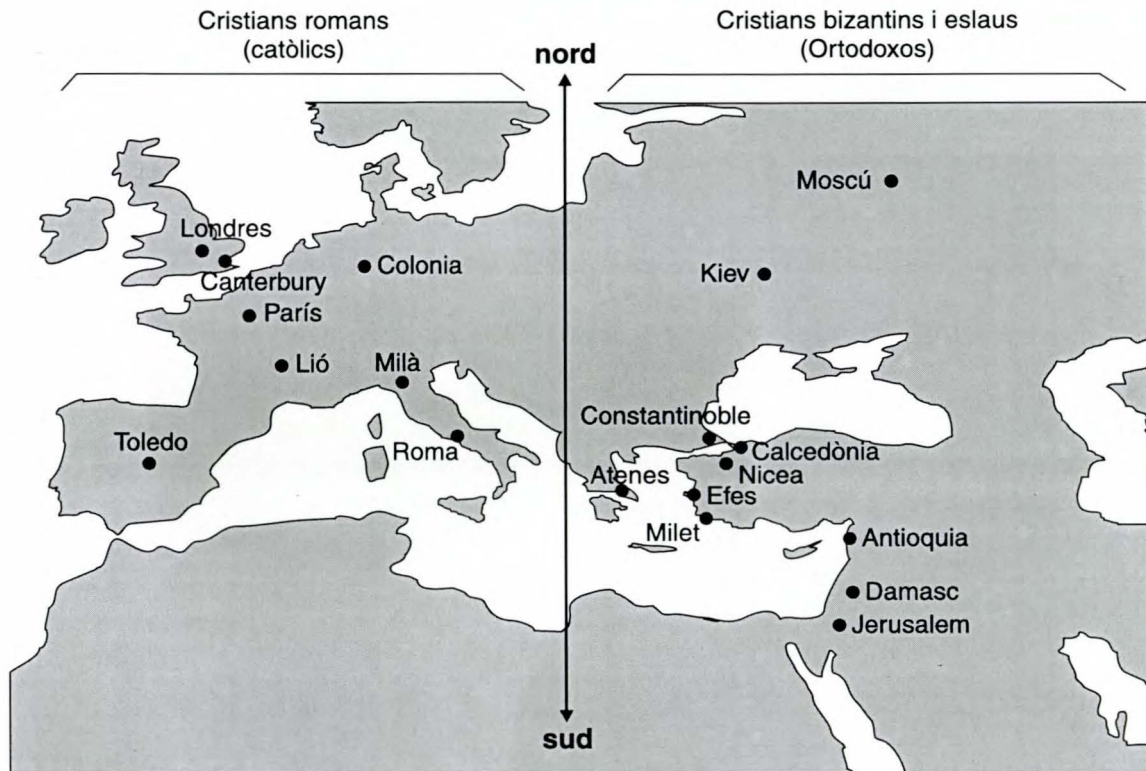 Cristians romans
(catòlics)
Cristians bizantins i eslaus
(Ortodoxos)
nord
Moscú
Londres
Canterbury
Colonia
Kiev
París
Lió
Milà
Constantinoble
Toledo
Roma
Calcedònia
Nicea
Atenes
Efes
Milet
Antioquia
Damasc
Jerusalem
sud